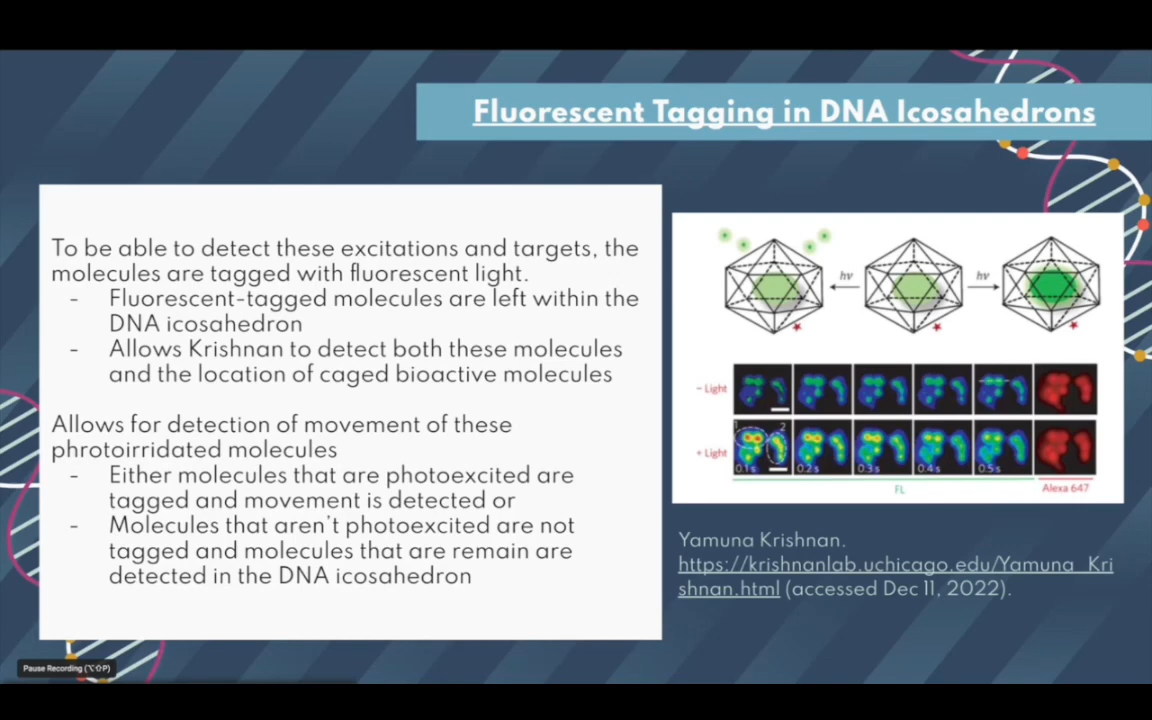 Fluorescent Tagging in DNA Icosahedrons
To be able to detect these excitations and targets, the
molecules are tagged with fluorescent light.
- Fluorescent-tagged molecules are left within the
DNA icosahedron
- Allows Krishnan to detect both these molecules
and the location of caged bioactive molecules
Allows for detection of movement of these
phrotoirridated molecules
- Either molecules that are photoexcited are
tagged and movement is detected or
- Molecules that aren't photoexcited are not
tagged and molecules that are remain are
detected in the DNA icosahedron
hν hν
- Light
1 2
+ Light
0.1 s 0.2 s 0.3 s 0.4 s 0.5 s
FL Alexa 647
Yamuna Krishnan.
https://krishnanlab.uchicago.edu/Yamuna_Kri
shnan.html (accessed Dec 11, 2022).
Pause Recording (⌥⇧P)